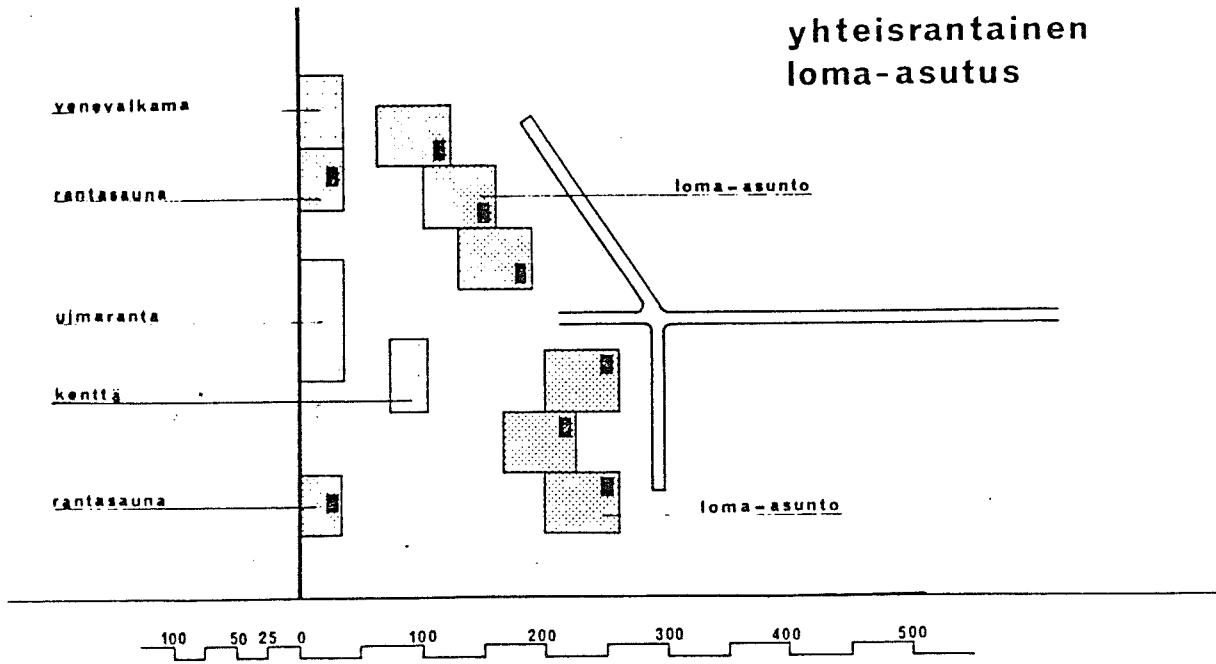 yhteisrantainen
loma-asutus
venevalkama
rantasauna
loma-asunto
uimaranta
kenttä
rantasauna
loma-asunto
100 50 25 0 100 200 300 400 500